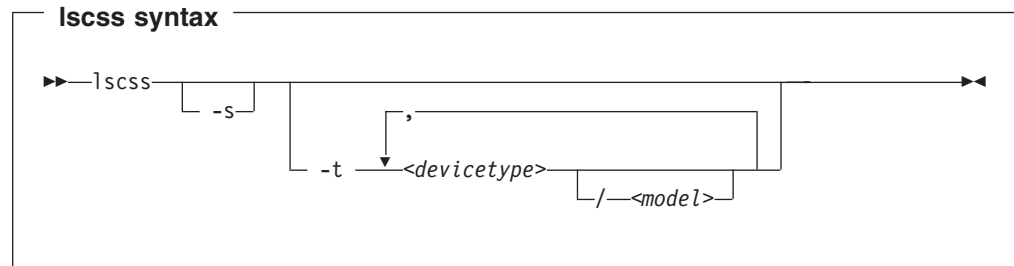 lscss syntax
lscss
-s
,
-t <devicetype>
/ <model>